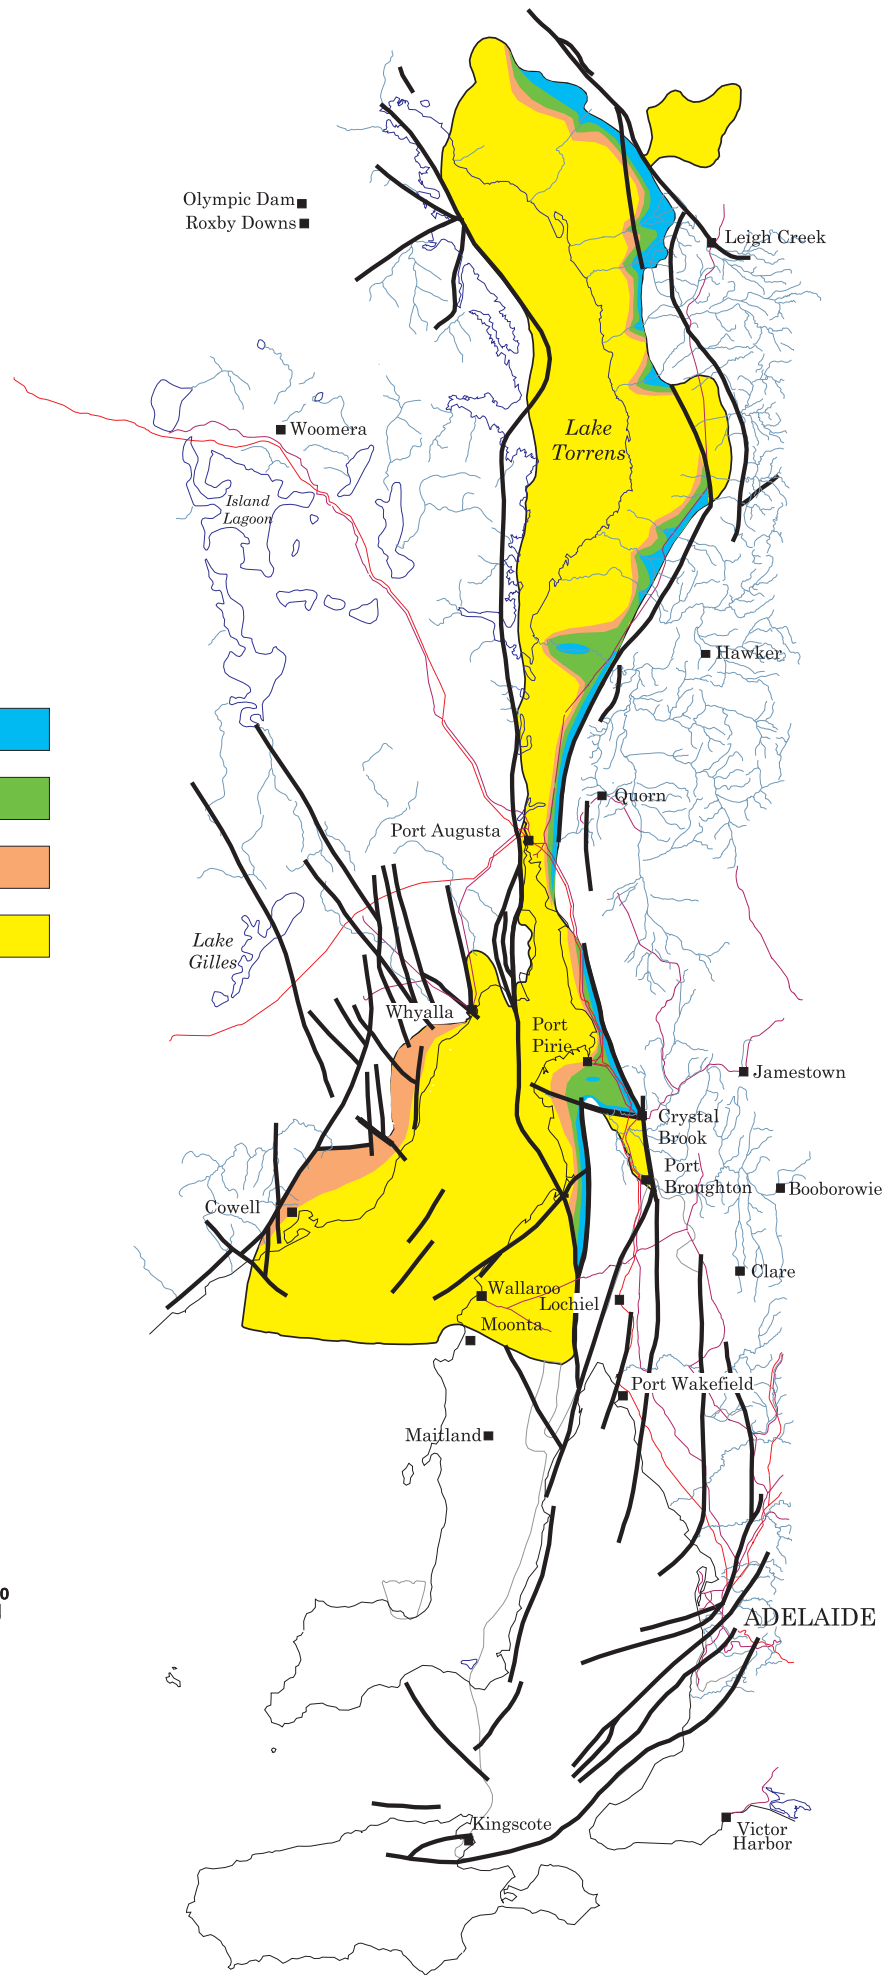 Olympic Dam
Roxby Downs
Leigh Creek
Lake
Torrens
Woomera
Island
Lagoon
Hawker
Quorn
Port Augusta
Lake
Gilles
Whyalla
Port
Pirie
Jamestown
Crystal
Brook
Port
Broughton
Booborowie
Cowell
Clare
Wallaroo
Lochiel
Moonta
Port Wakefield
Maitland
0
ADELAIDE
Kingscote
Victor
Harbor